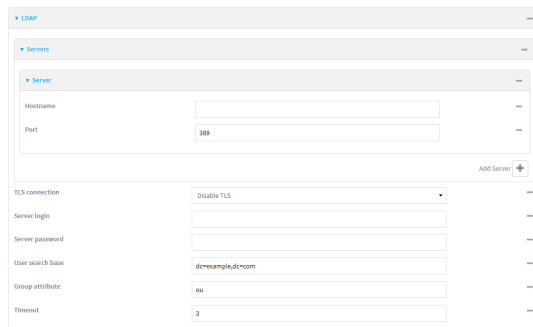 LDAP
Servers
Server
Hostname
Port 389
Add Server
TLS connection Disable TLS
Server login
Server password
User search base dc=example,dc=com
Group attribute ou
Timeout 3